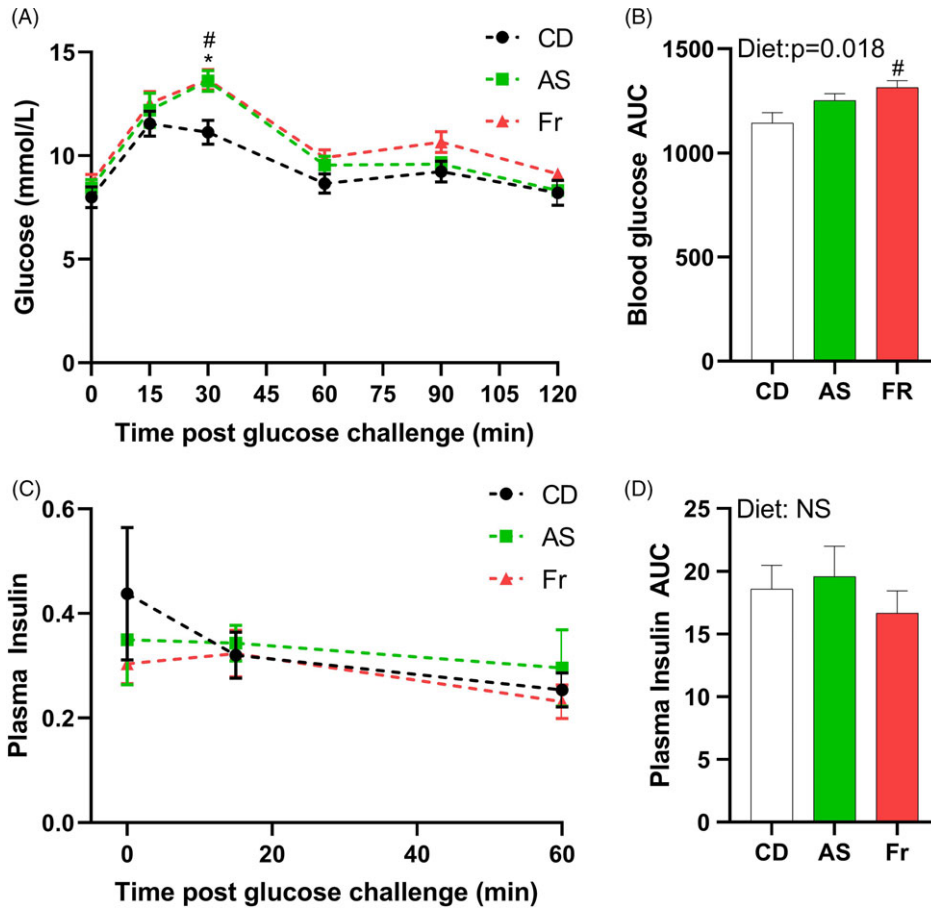 (A)
15
10
5
0
Glucose (mmol/L)
#
*
CD
AS
Fr
0 15 30 45 60 75 90 105 120
Time post glucose challenge (min)
(B)
Diet:p=0.018
#
1500
1000
500
0
Blood glucose AUC
CD AS FR
(C)
0.6
0.4
0.2
0.0
Plasma Insulin
CD
AS
Fr
0 20 40 60
Time post glucose challenge (min)
(D)
Diet: NS
25
20
15
10
5
0
Plasma Insulin AUC
CD AS Fr